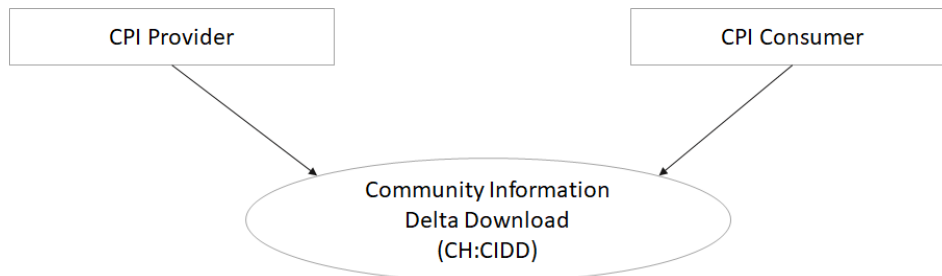 CPI Provider
CPI Consumer
Community Information
Delta Download
(CH:CIDD)